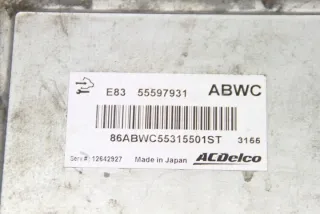 E83 55597931 ABWC
86ABWC55315501ST 3166
Serv.#: 12642927 Made in Japan ACDelco